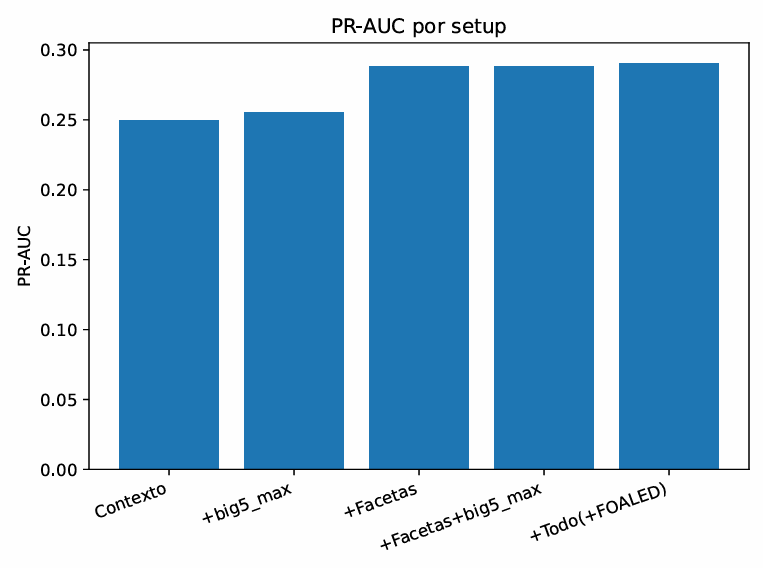 PR-AUC por setup
PR-AUC
0.30
0.25
0.20
0.15
0.10
0.05
0.00
Contexto
+big5_max
+Facetas
+Facetas+big5_max
+Todo(+FOALED)